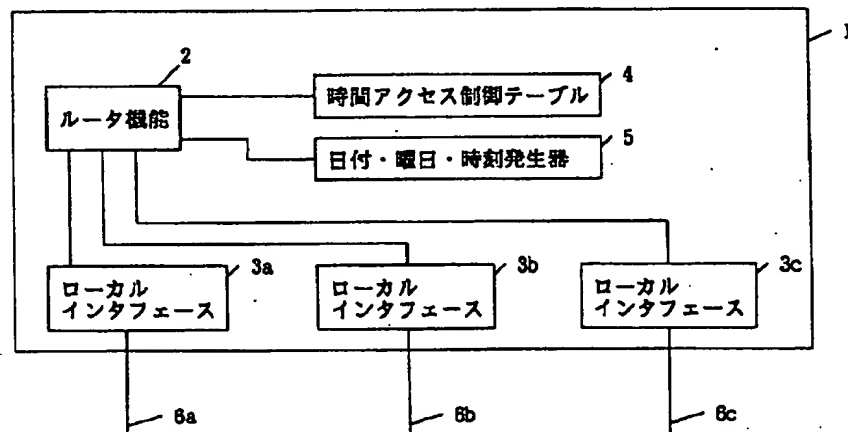 1
2
4
時間アクセス制御テーブル
ルータ機能
5
日付・曜日・時刻発生器
3a
3b
3c
ローカル
インタフェース
ローカル
インタフェース
ローカル
インタフェース
6a
6b
6c